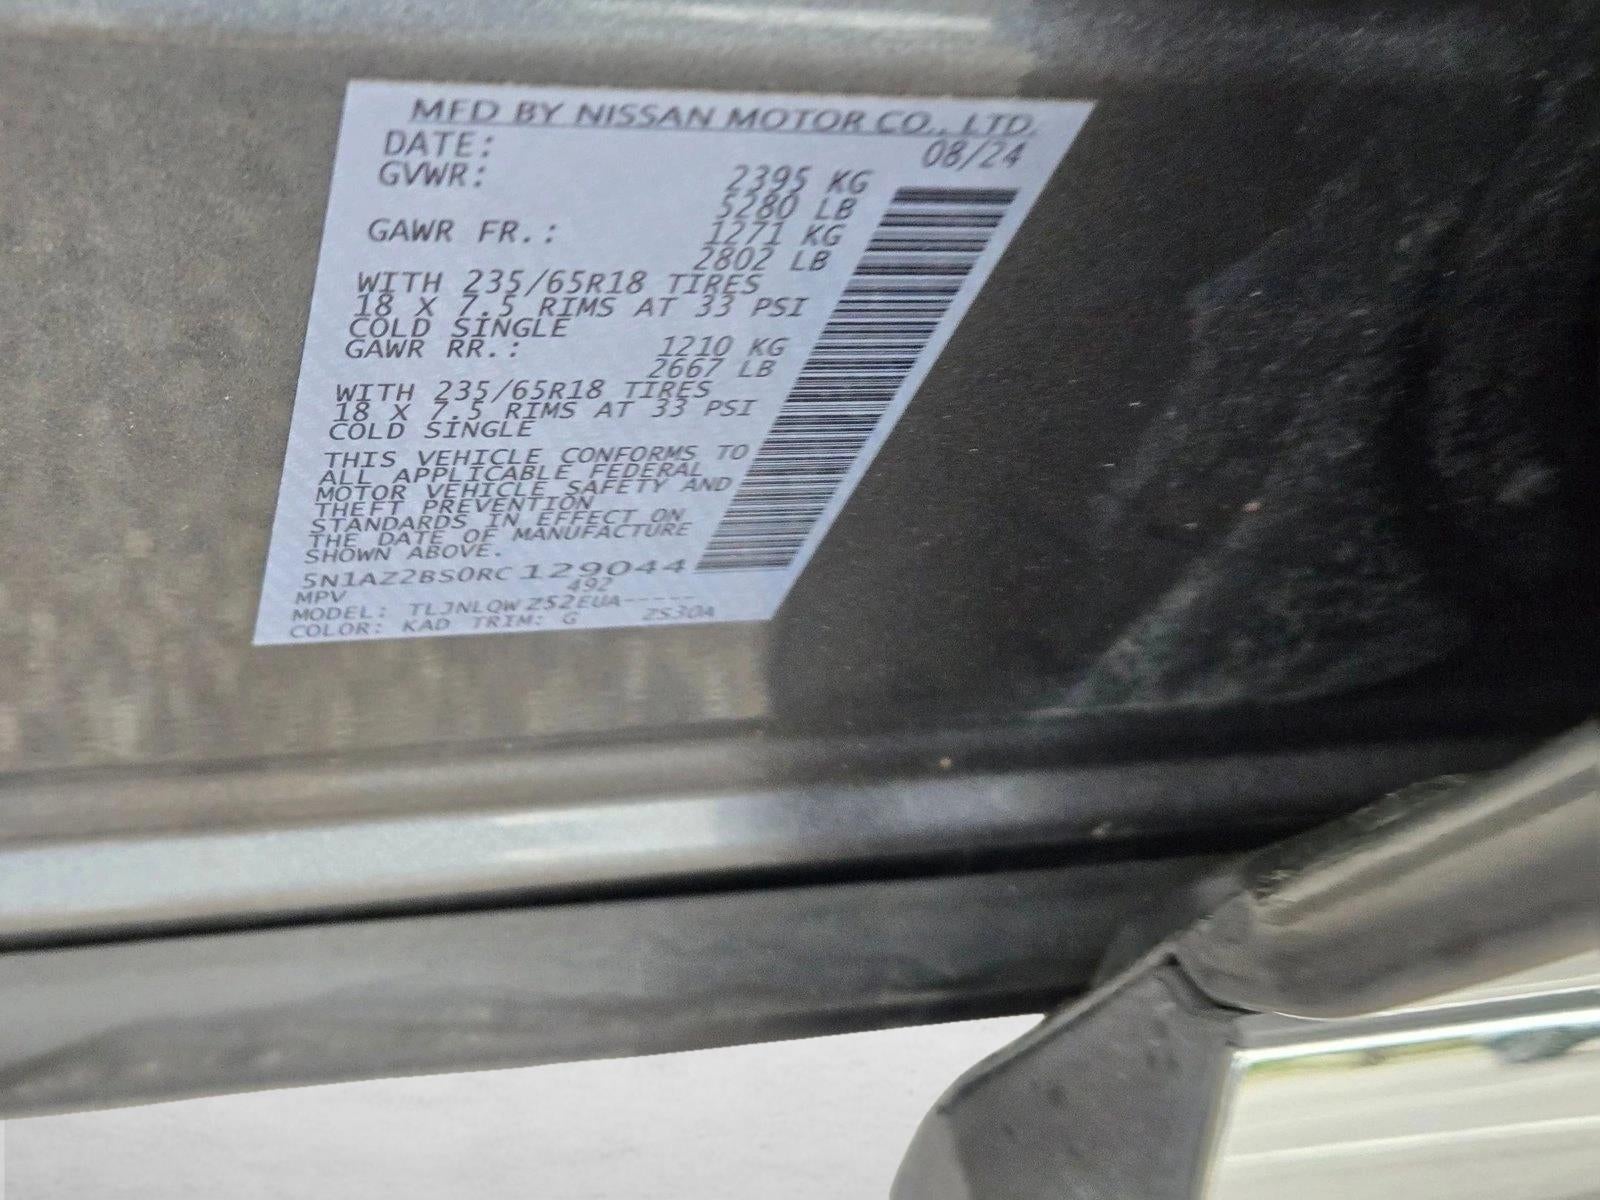 MFD BY NISSAN MOTOR CO., LTD.
DATE: 08/24
GVWR: 2395 KG
5280 LB
GAWR FR.: 1271 KG
2802 LB
WITH 235/65R18 TIRES
18 X 7.5 RIMS AT 33 PSI
COLD SINGLE
GAWR RR.: 1210 KG
2667 LB
WITH 235/65R18 TIRES
18 X 7.5 RIMS AT 33 PSI
COLD SINGLE
THIS VEHICLE CONFORMS TO
ALL APPLICABLE FEDERAL
MOTOR VEHICLE SAFETY AND
THEFT PREVENTION
STANDARDS IN EFFECT ON
THE DATE OF MANUFACTURE
SHOWN ABOVE.
5N1AZ2BS0RC129044
MPV 492
MODEL: TLJNLQWZ52EUA-----
COLOR: KAD TRIM: G ZS30A